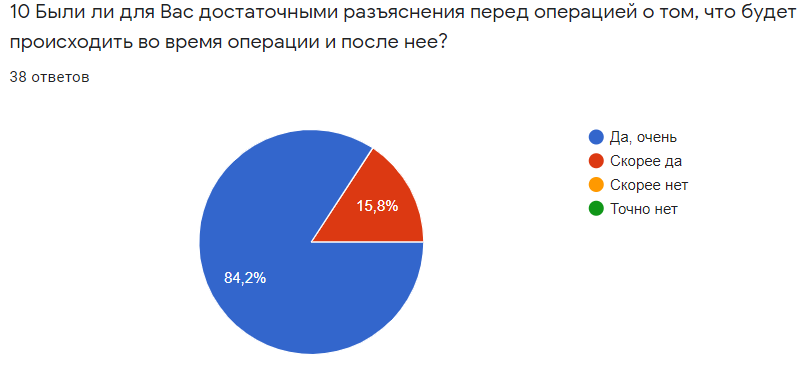 10 Были ли для Вас достаточными разъяснения перед операцией о том, что будет
происходить во время операции и после нее?
38 ответов
Да, очень
Скорее да
Скорее нет
Точно нет
15,8%
84,2%